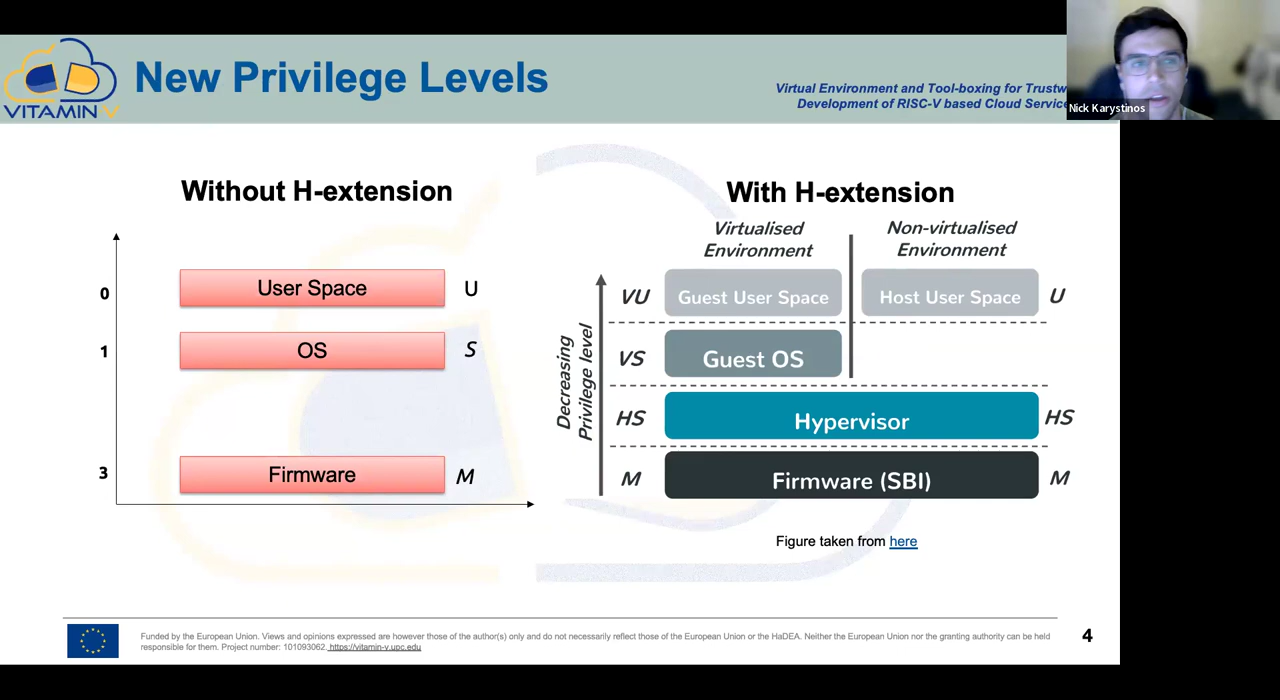 VITAMIN V
New Privilege Levels
Virtual Environment and Tool-boxing for Trustw
Development of RISC-V based Cloud Service
Nick Karystinos
Without H-extension
0
User Space
U
1
OS
S
3
Firmware
M
With H-extension
Virtualised
Environment
Non-virtualised
Environment
Decreasing
Privilege level
VU
Guest User Space
Host User Space
U
VS
Guest OS
HS
Hypervisor
HS
M
Firmware (SBI)
M
Figure taken from here
Funded by the European Union. Views and opinions expressed are however those of the author(s) only and do not necessarily reflect those of the European Union or the HaDEA. Neither the European Union nor the granting authority can be held
responsible for them. Project number: 101093062. https://vitamin-v.upc.edu
4